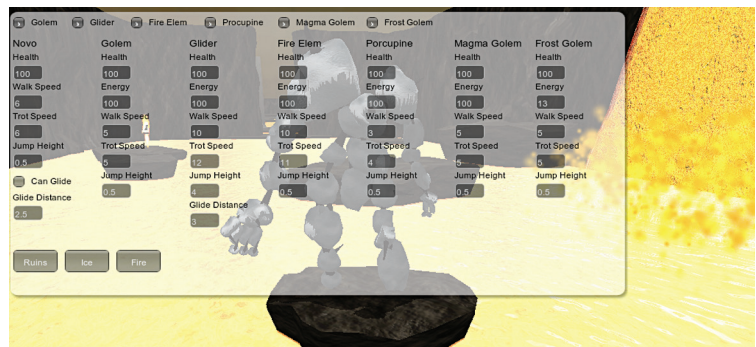 Golem Glider Fire Elem Procupine Magma Golem Frost Golem
Novo Golem Glider Fire Elem Porcupine Magma Golem Frost Golem
Health Health Health Health Health Health Health
100 100 100 100 100 100 100
Walk Speed Energy Energy Energy Energy Energy Energy
6 100 100 100 100 100 13
Trot Speed Walk Speed Walk Speed Walk Speed Walk Speed Walk Speed Walk Speed
6 5 10 10 3 5 5
Jump Height Trot Speed Trot Speed Trot Speed Trot Speed Trot Speed Trot Speed
0.5 5 12 11 4 5 5
Can Glide Jump Height Jump Height Jump Height Jump Height Jump Height Jump Height
0.5 4 0.5 0.5 0.5 0.5
Glide Distance Glide Distance
2.5 3
Ruins Ice Fire